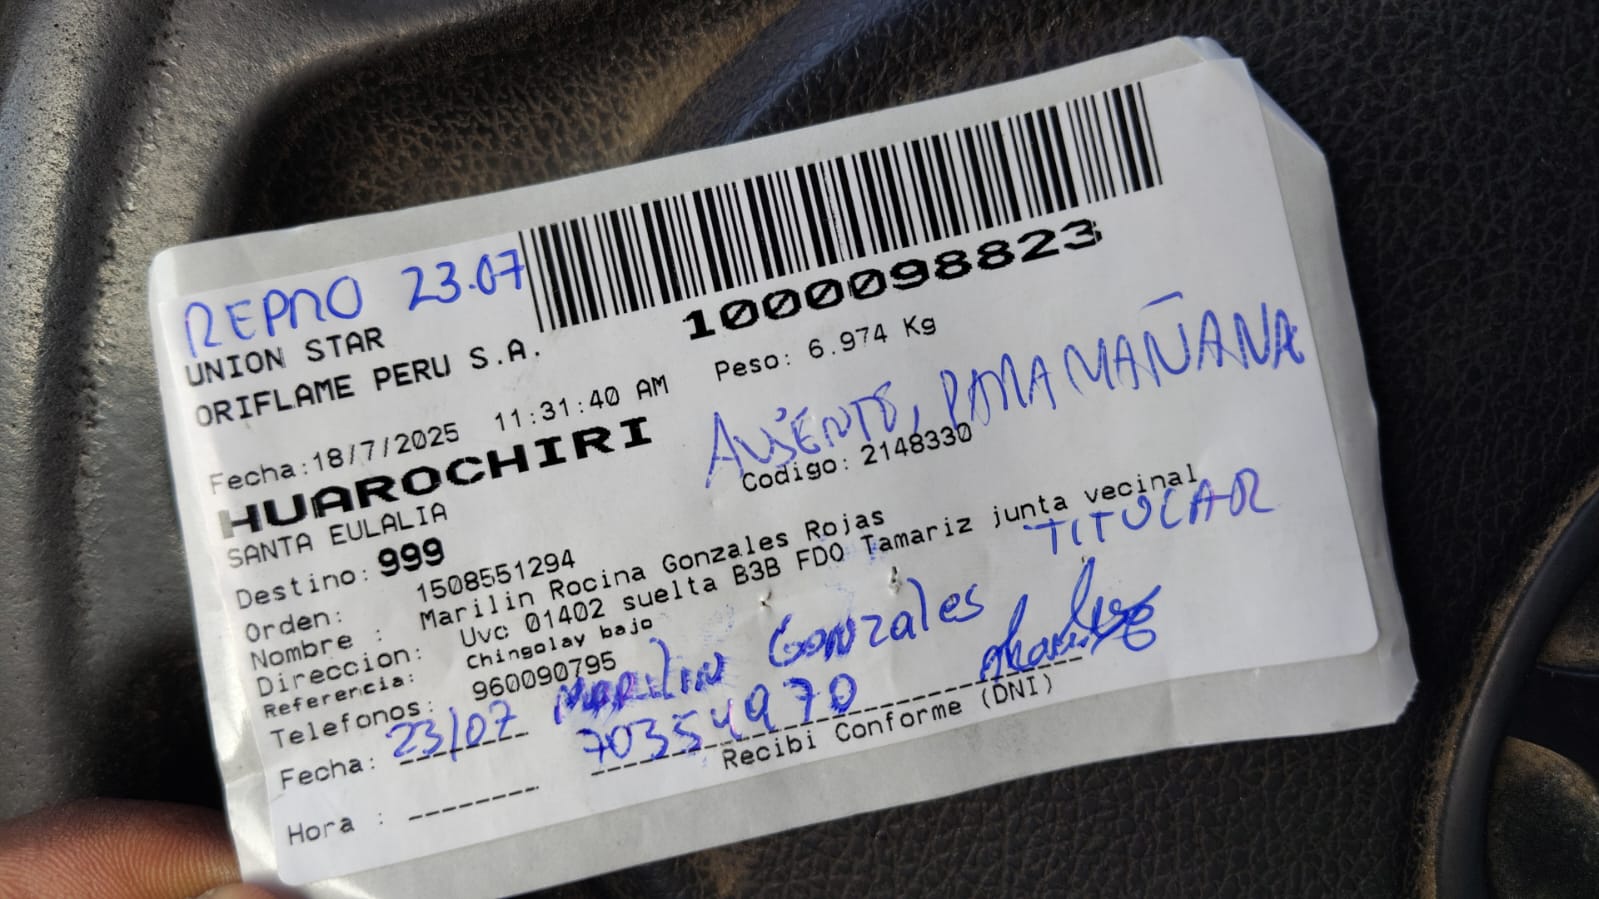 REPRO 23.07
1000098823
UNION STAR
ORIFLAME PERU S.A.
Peso: 6.974 Kg
Fecha:18/7/2025 11:31:40 AM
AUSENTE, PARA MAÑANA
HUAROCHIRI
Codigo: 2148330
SANTA EULALIA
Destino: 999
Orden: 1508551294
Nombre : Marilin Rocina Gonzales Rojas
Direccion: Uvc 01402 suelta B3B FDO Tamariz junta vecinal
Referencia: Chingolay bajo
TITULAR
Telefonos: 960090795
Marilin Gonzales
Fecha: 23/07
70354970
Recibi Conforme (DNI)
Hora :